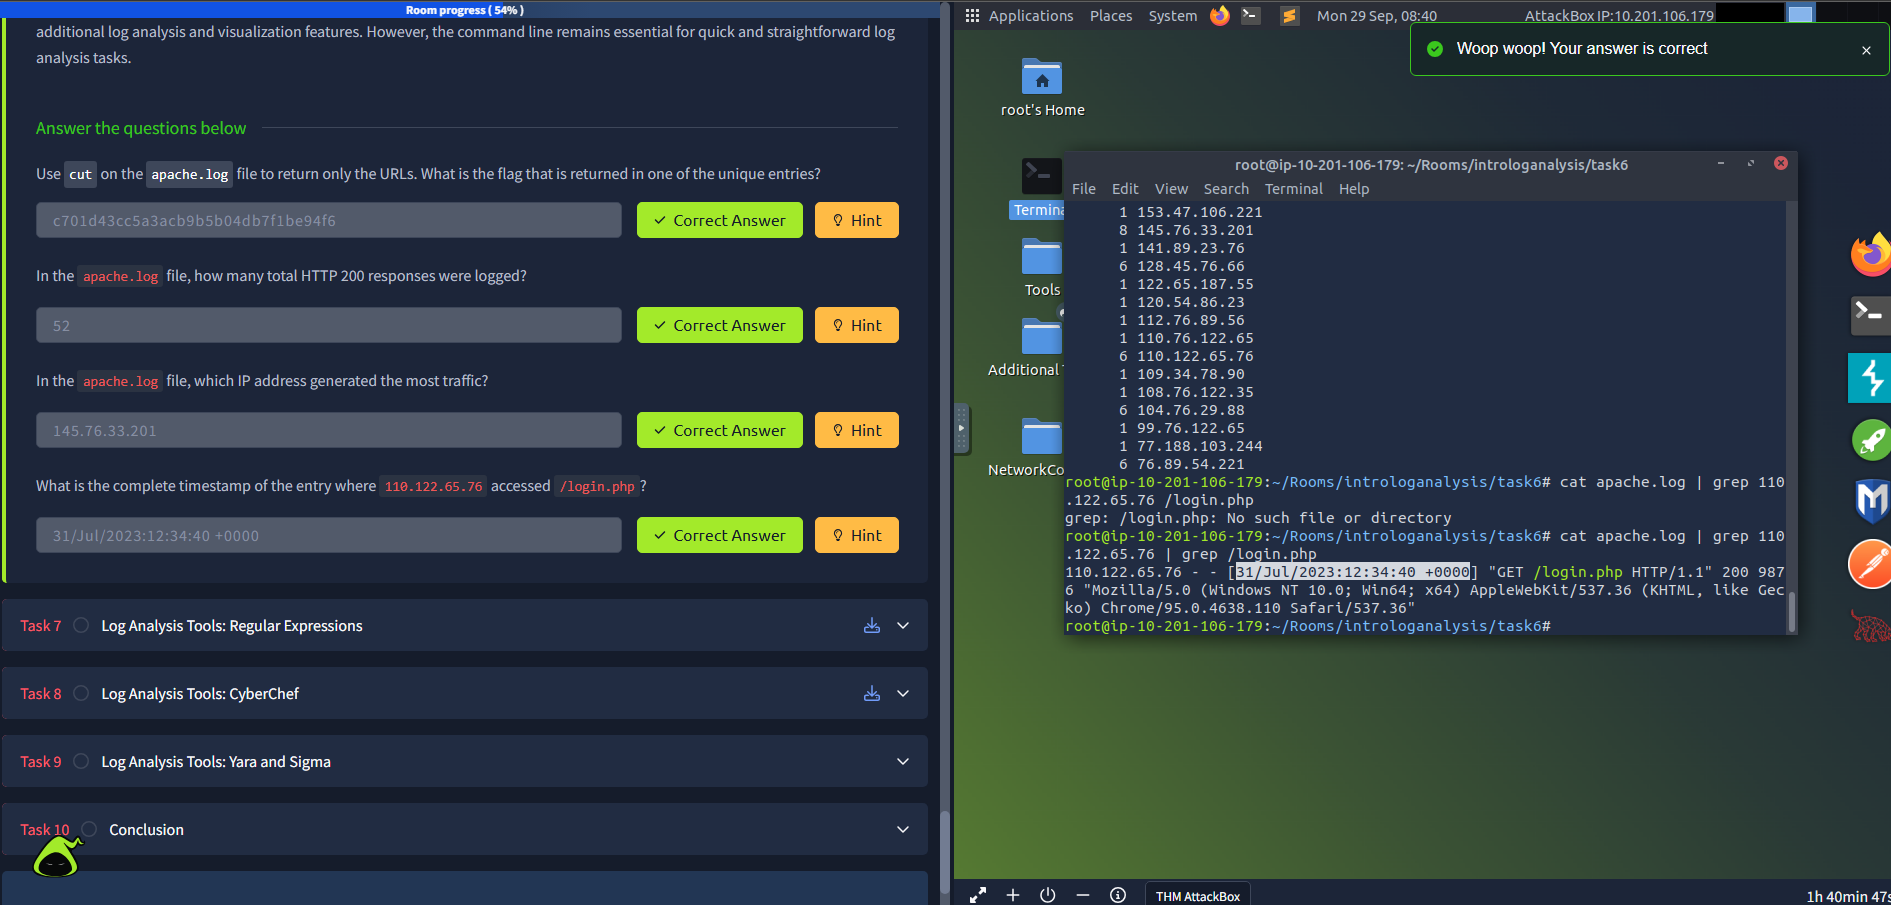 Room progress ( 54% )
additional log analysis and visualization features. However, the command line remains essential for quick and straightforward log
analysis tasks.
Answer the questions below
Use cut on the apache.log file to return only the URLs. What is the flag that is returned in one of the unique entries?
c701d43cc5a3acb9b5b04db7f1be94f6
Correct Answer
Hint
In the apache.log file, how many total HTTP 200 responses were logged?
52
Correct Answer
Hint
In the apache.log file, which IP address generated the most traffic?
145.76.33.201
Correct Answer
Hint
What is the complete timestamp of the entry where 110.122.65.76 accessed /login.php ?
31/Jul/2023:12:34:40 +0000
Correct Answer
Hint
Task 7 Log Analysis Tools: Regular Expressions
Task 8 Log Analysis Tools: CyberChef
Task 9 Log Analysis Tools: Yara and Sigma
Task 10 Conclusion
Applications Places System Mon 29 Sep, 08:40 AttackBox IP:10.201.106.179
Woop woop! Your answer is correct
root's Home
Termina
Tools
Additional
NetworkCo
root@ip-10-201-106-179: ~/Rooms/introloganalysis/task6
File Edit View Search Terminal Help
1 153.47.106.221
8 145.76.33.201
1 141.89.23.76
6 128.45.76.66
1 122.65.187.55
1 120.54.86.23
1 112.76.89.56
1 110.76.122.65
6 110.122.65.76
1 109.34.78.90
1 108.76.122.35
6 104.76.29.88
1 99.76.122.65
1 77.188.103.244
6 76.89.54.221
root@ip-10-201-106-179:~/Rooms/introloganalysis/task6# cat apache.log | grep 110
.122.65.76 /login.php
grep: /login.php: No such file or directory
root@ip-10-201-106-179:~/Rooms/introloganalysis/task6# cat apache.log | grep 110
.122.65.76 | grep /login.php
110.122.65.76 - - [31/Jul/2023:12:34:40 +0000] "GET /login.php HTTP/1.1" 200 987
6 "Mozilla/5.0 (Windows NT 10.0; Win64; x64) AppleWebKit/537.36 (KHTML, like Gec
ko) Chrome/95.0.4638.110 Safari/537.36"
root@ip-10-201-106-179:~/Rooms/introloganalysis/task6#
THM AttackBox
1h 40min 47s